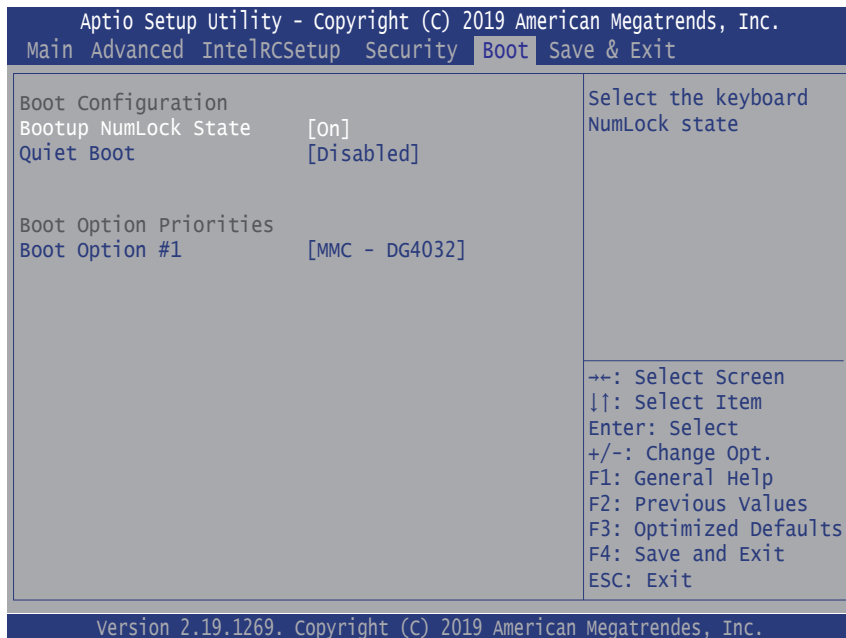 Aptio Setup Utility - Copyright (C) 2019 American Megatrends, Inc.
Main Advanced IntelRCSetup Security Boot Save & Exit
Boot Configuration
Bootup NumLock State [On]
Quiet Boot [Disabled]
Boot Option Priorities
Boot Option #1 [MMC - DG4032]
Select the keyboard
NumLock state
→←: Select Screen
↓↑: Select Item
Enter: Select
+/-: Change Opt.
F1: General Help
F2: Previous Values
F3: Optimized Defaults
F4: Save and Exit
ESC: Exit
Version 2.19.1269. Copyright (C) 2019 American Megatrendes, Inc.